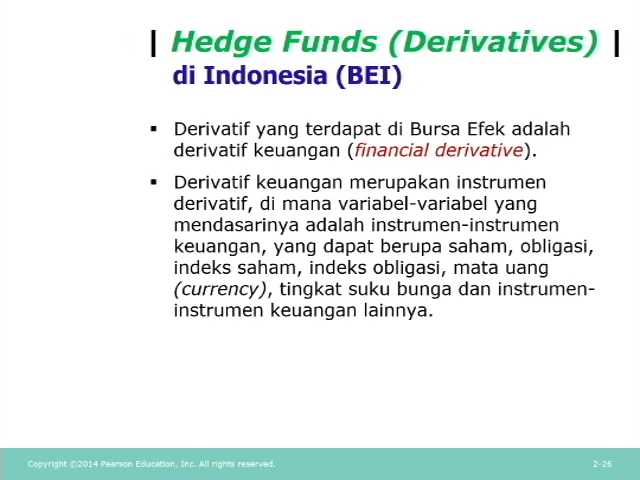 | Hedge Funds (Derivatives) |
di Indonesia (BEI)
▪ Derivatif yang terdapat di Bursa Efek adalah
derivatif keuangan (financial derivative).
▪ Derivatif keuangan merupakan instrumen
derivatif, di mana variabel-variabel yang
mendasarinya adalah instrumen-instrumen
keuangan, yang dapat berupa saham, obligasi,
indeks saham, indeks obligasi, mata uang
(currency), tingkat suku bunga dan instrumen-
instrumen keuangan lainnya.
Copyright ©2014 Pearson Education, Inc. All rights reserved.
2-26